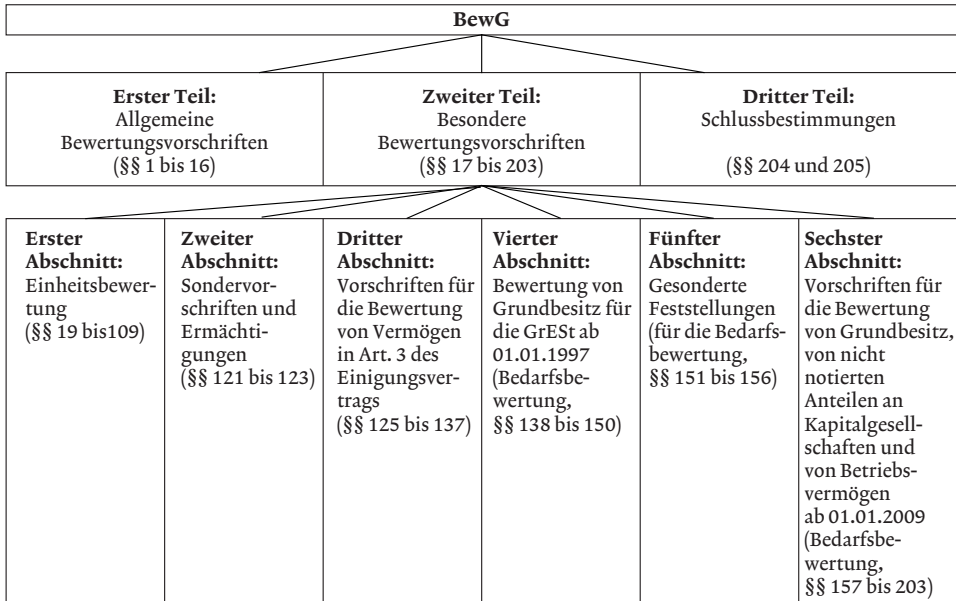 BewG
Erster Teil:
Allgemeine
Bewertungsvorschriften
(§§ 1 bis 16)
Zweiter Teil:
Besondere
Bewertungsvorschriften
(§§ 17 bis 203)
Dritter Teil:
Schlussbestimmungen
(§§ 204 und 205)
Erster
Abschnitt:
Einheitsbewer-
tung
(§§ 19 bis109)
Zweiter
Abschnitt:
Sondervor-
schriften und
Ermächti-
gungen
(§§ 121 bis 123)
Dritter
Abschnitt:
Vorschriften für
die Bewertung
von Vermögen
in Art. 3 des
Einigungsver-
trags
(§§ 125 bis 137)
Vierter
Abschnitt:
Bewertung von
Grundbesitz für
die GrESt ab
01.01.1997
(Bedarfsbe-
wertung,
§§ 138 bis 150)
Fünfter
Abschnitt:
Gesonderte
Feststellungen
(für die Bedarfs-
bewertung,
§§ 151 bis 156)
Sechster
Abschnitt:
Vorschriften für
die Bewertung
von Grundbesitz,
von nicht
notierten
Anteilen an
Kapitalgesell-
schaften und
von Betriebs-
vermögen
ab 01.01.2009
(Bedarfsbe-
wertung,
§§ 157 bis 203)